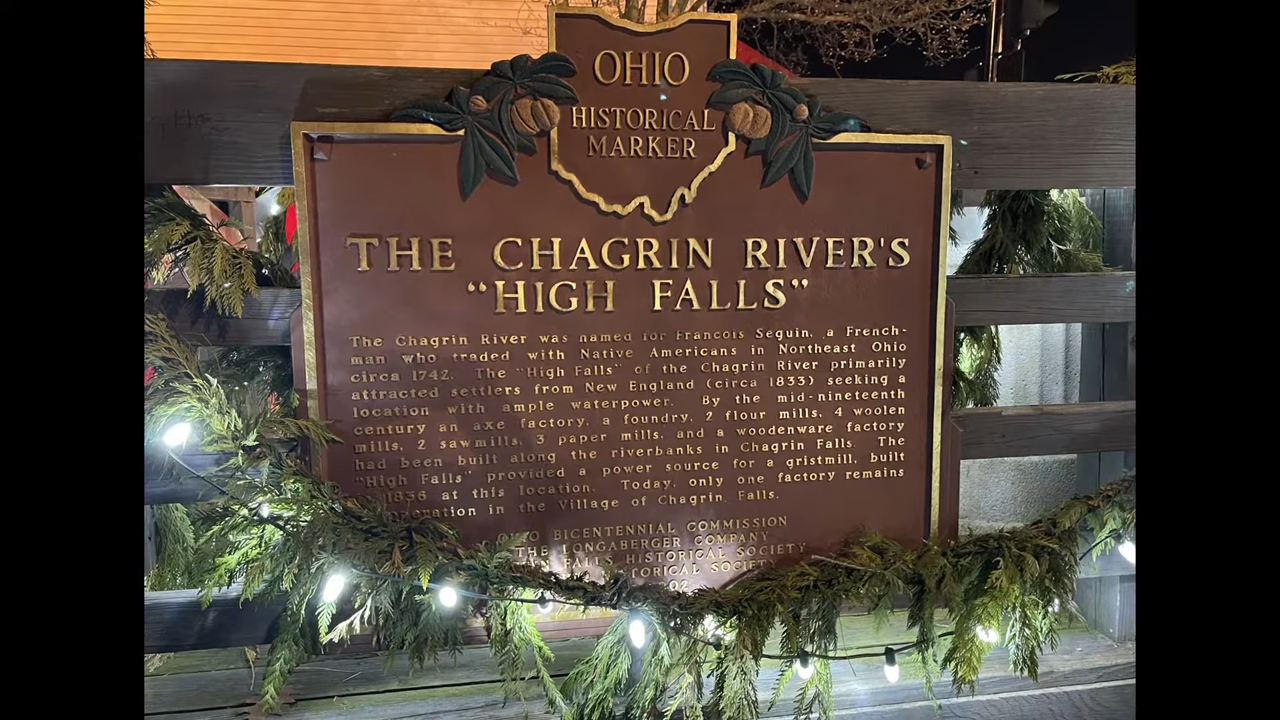 OHIO
HISTORICAL
MARKER
THE CHAGRIN RIVER'S
"HIGH FALLS"
The Chagrin River was named for Francois Seguin, a French-
man who traded with Native Americans in Northeast Ohio
circa 1742. The "High Falls" of the Chagrin River primarily
attracted settlers from New England (circa 1833) seeking a
location with ample waterpower. By the mid-nineteenth
century an axe factory, a foundry, 2 flour mills, 4 woolen
mills, 2 sawmills, 3 paper mills, and a woodenware factory
had been built along the riverbanks in Chagrin Falls. The
"High Falls" provided a power source for a gristmill, built
1836 at this location. Today, only one factory remains
operation in the Village of Chagrin Falls.
OHIO BICENTENNIAL COMMISSION
THE LONGABERGER COMPANY
FALLS HISTORICAL SOCIETY
SOCIETY